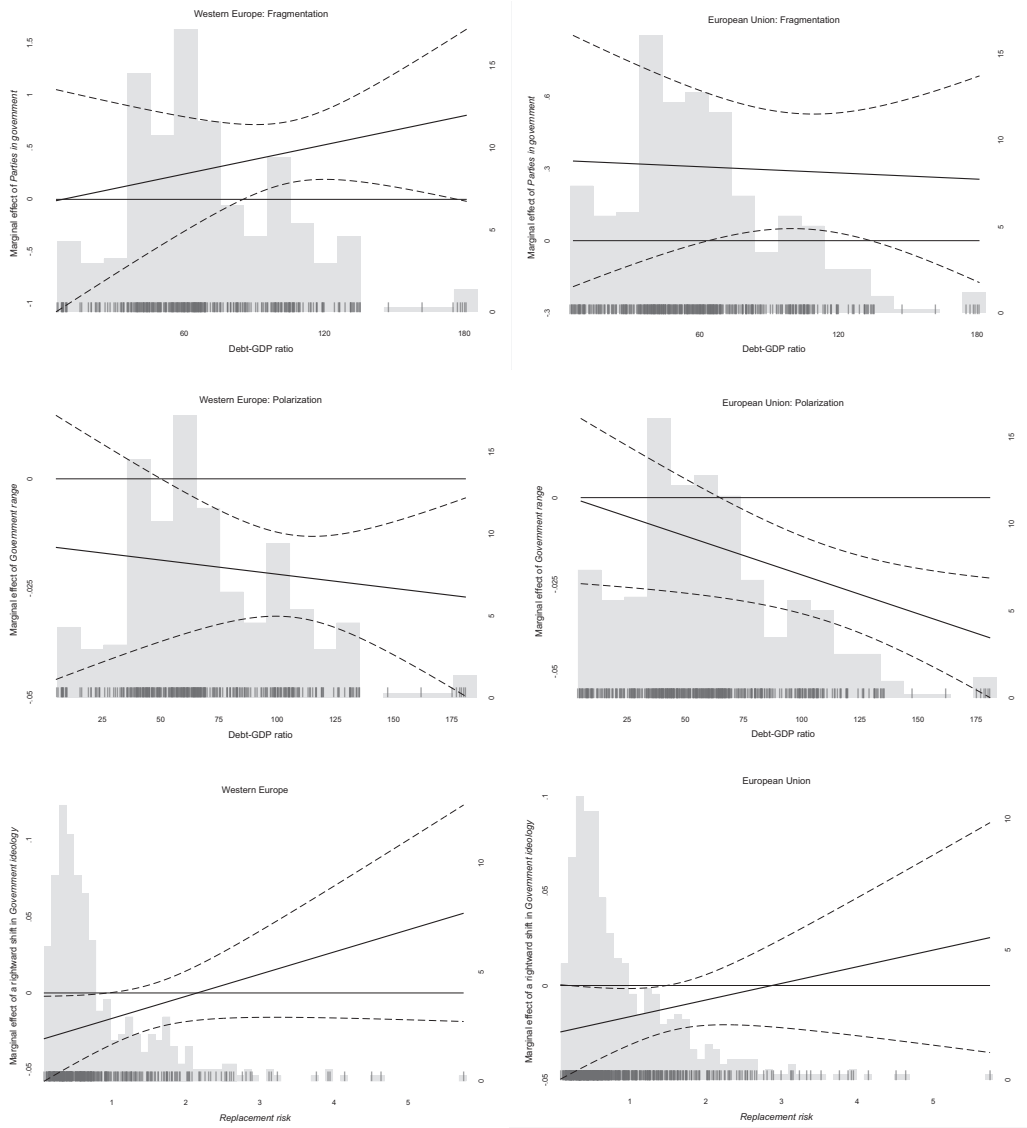 Western Europe: Fragmentation
Marginal effect of Parties in government
-1 -.5 0 .5 1 1.5
0 5 10 15
60 120 180
Debt-GDP ratio
European Union: Fragmentation
Marginal effect of Parties in government
-.3 0 .3 .6
0 5 10 15
60 120 180
Debt-GDP ratio
Western Europe: Polarization
Marginal effect of Government range
-.05 -.025 0
0 5 10 15
25 50 75 100 125 150 175
Debt-GDP ratio
European Union: Polarization
Marginal effect of Government range
-.05 -.025 0
0 5 10 15
25 50 75 100 125 150 175
Debt-GDP ratio
Western Europe
Marginal effect of a rightward shift in Government ideology
-.05 0 .05 .1
0 5 10
1 2 3 4 5
Replacement risk
European Union
Marginal effect of a rightward shift in Government ideology
-.05 0 .05 .1
0 5 10
1 2 3 4 5
Replacement risk